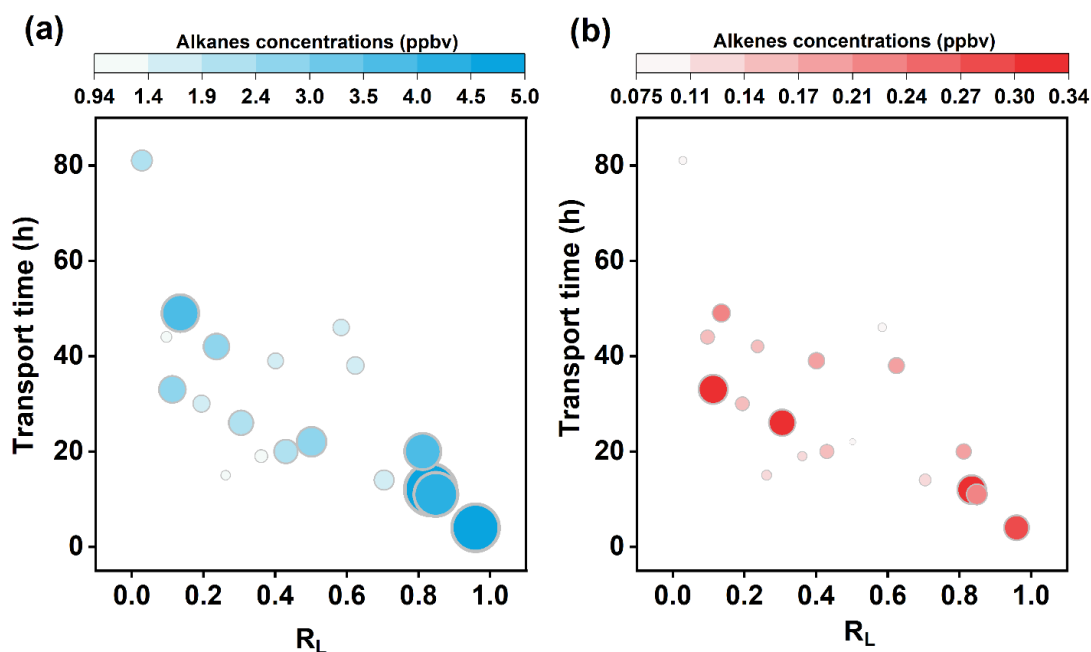 (a)
Alkanes concentrations (ppbv)
0.94 1.4 1.9 2.4 3.0 3.5 4.0 4.5 5.0
Transport time (h)
80
60
40
20
0
0.0 0.2 0.4 0.6 0.8 1.0
R_L
(b)
Alkenes concentrations (ppbv)
0.075 0.11 0.14 0.17 0.21 0.24 0.27 0.30 0.34
Transport time (h)
80
60
40
20
0
0.0 0.2 0.4 0.6 0.8 1.0
R_L